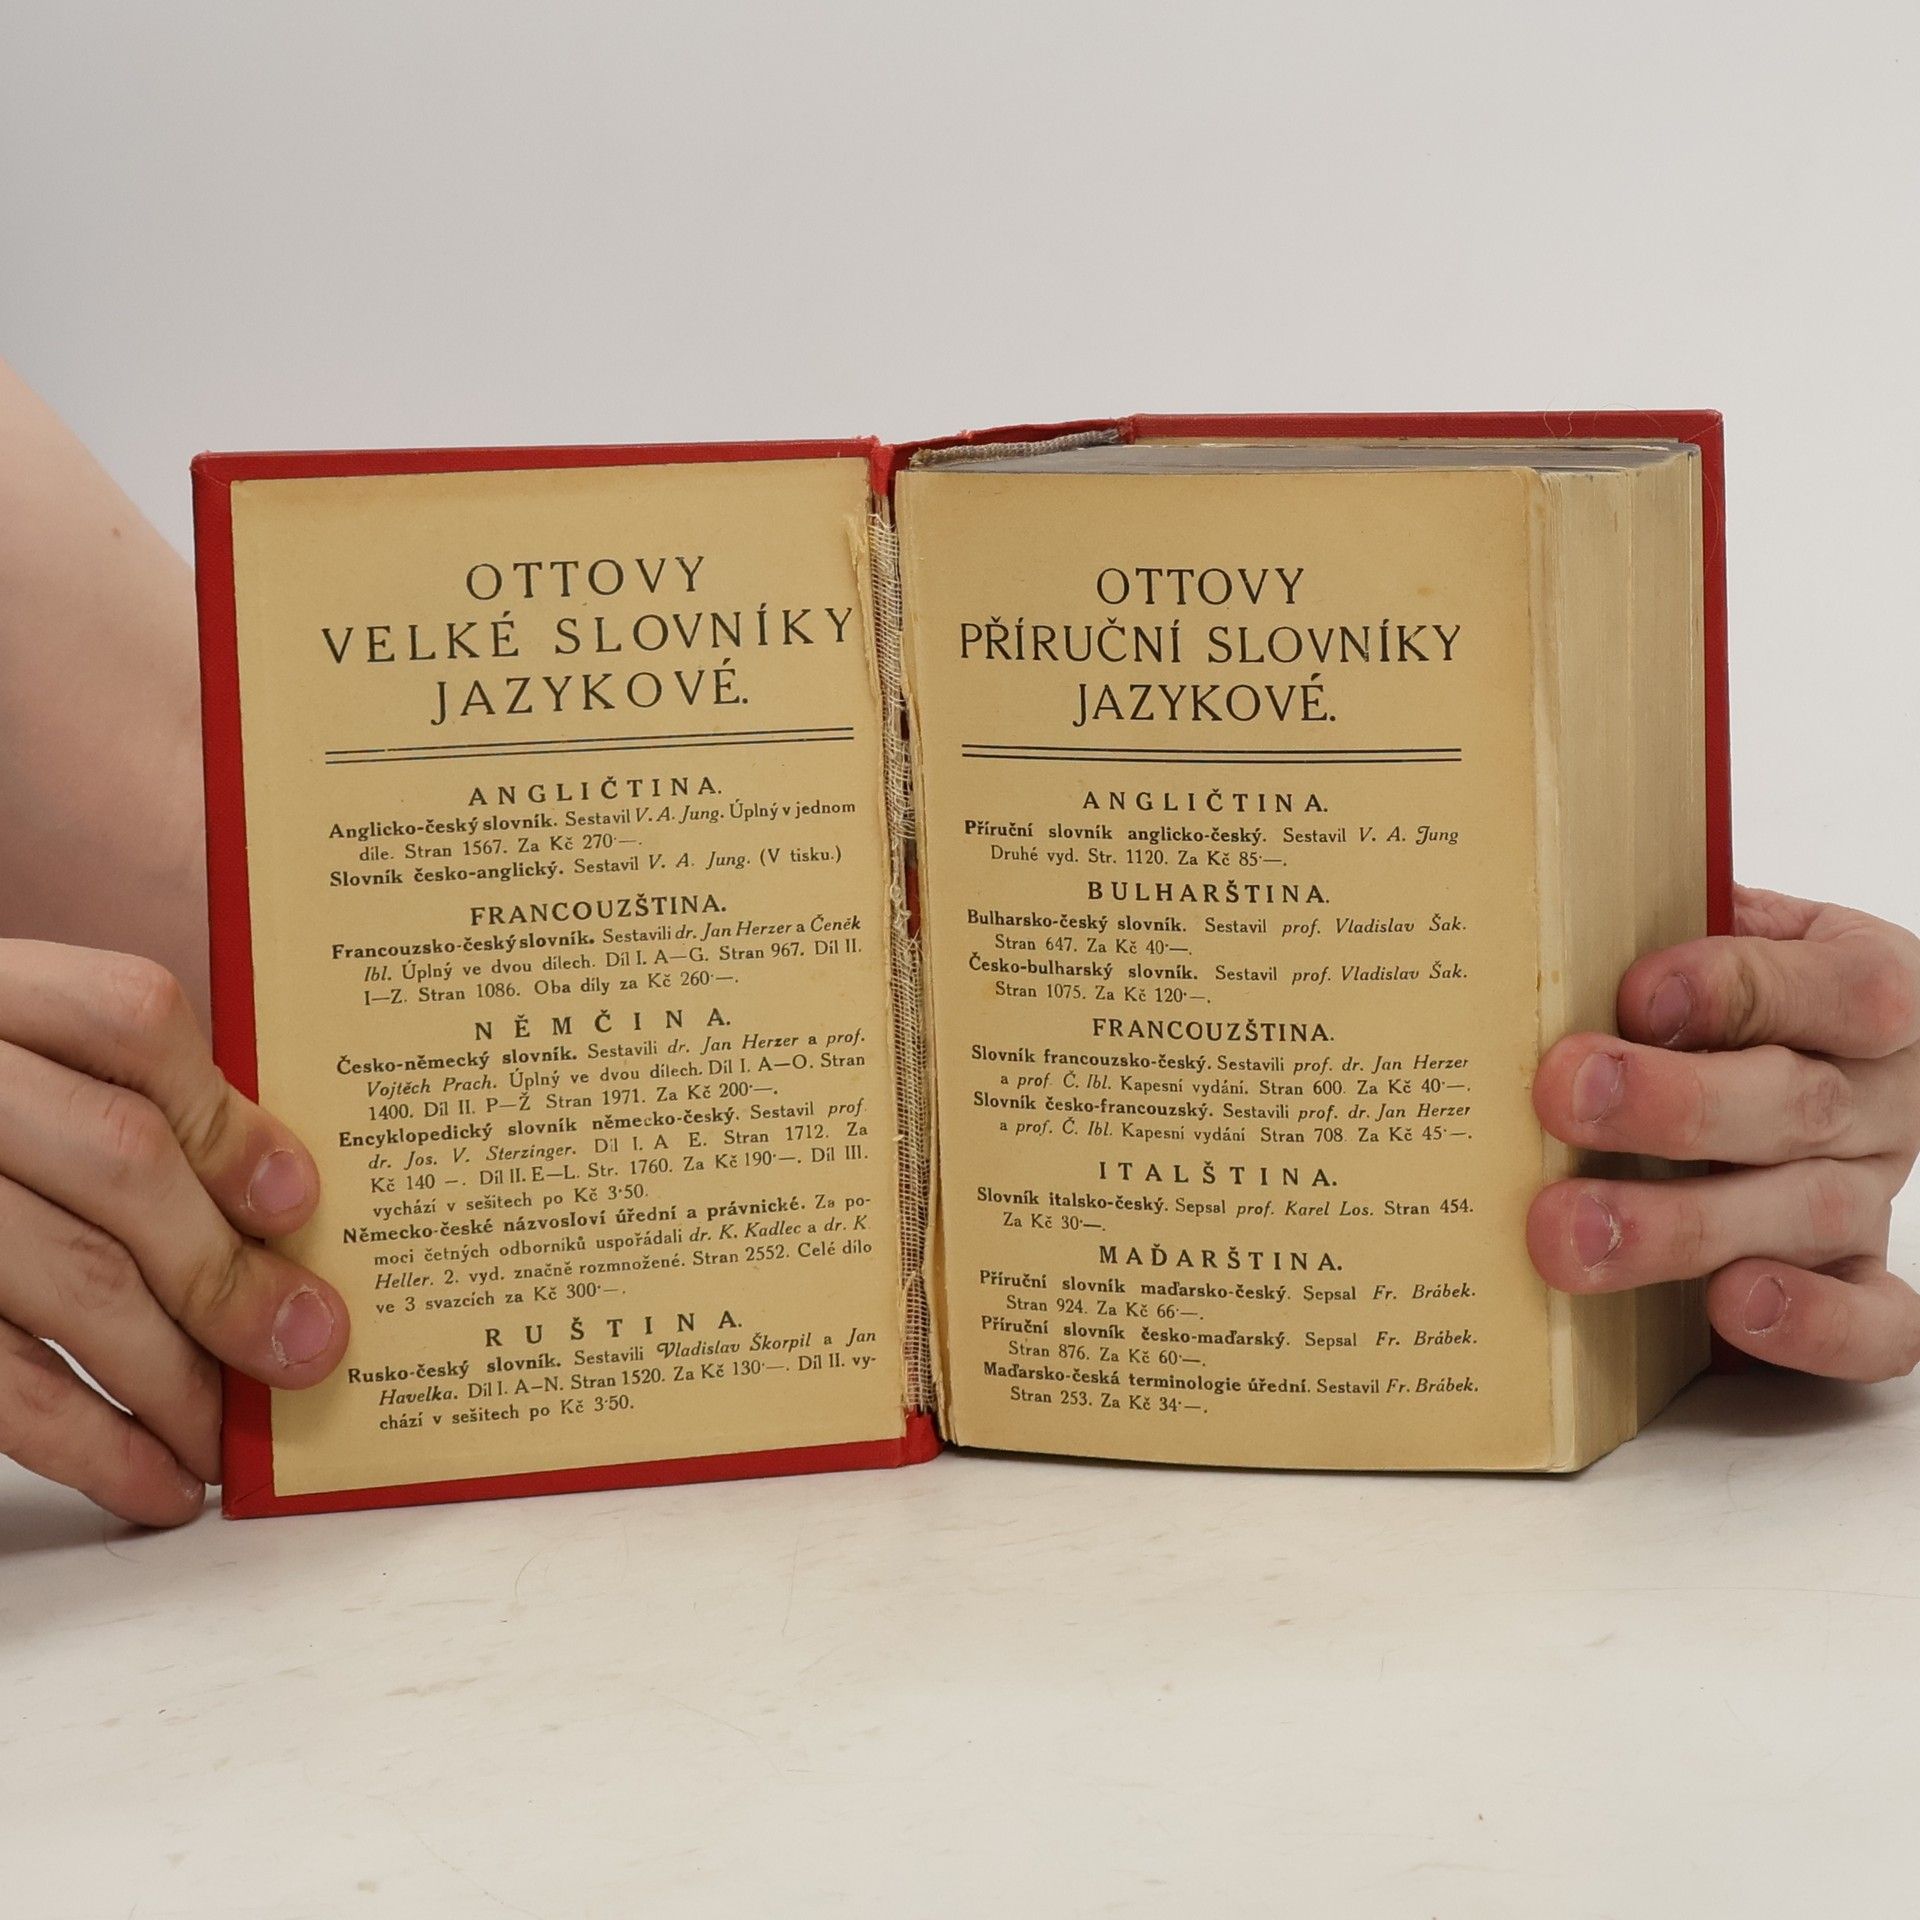 OTTOVY
VELKÉ SLOVNÍKY
JAZYKOVÉ.
ANGLIČTINA.
Anglicko-český slovník. Sestavil V. A. Jung. Úplný v jednom
díle. Stran 1567. Za Kč 270·—.
Slovník česko-anglický. Sestavil V. A. Jung. (V tisku.)
FRANCOUZŠTINA.
Francouzsko-český slovník. Sestavili dr. Jan Herzer a Čeněk
Ibl. Úplný ve dvou dílech. Díl I. A—G. Stran 967. Díl II.
I—Z. Stran 1086. Oba díly za Kč 260·—.
NĚMČINA.
Česko-německý slovník. Sestavili dr. Jan Herzer a prof.
Vojtěch Prach. Úplný ve dvou dílech. Díl I. A—O. Stran
1400. Díl II. P—Ž Stran 1971. Za Kč 200·—.
Encyklopedický slovník německo-český. Sestavil prof.
dr. Jos. V. Sterzinger. Díl I. A E. Stran 1712. Za
Kč 140 —. Díl II. E—L. Str. 1760. Za Kč 190·—. Díl III.
vychází v sešitech po Kč 3·50.
Německo-české názvosloví úřední a právnické. Za po-
moci četných odborníků uspořádali dr. K. Kadlec a dr. K.
Heller. 2. vyd. značně rozmnožené. Stran 2552. Celé dílo
ve 3 svazcích za Kč 300·—.
RUŠTINA.
Rusko-český slovník. Sestavili Vladislav Škorpil a Jan
Havelka. Díl I. A—N. Stran 1520. Za Kč 130·—. Díl II. vy-
chází v sešitech po Kč 3·50.
OTTOVY
PŘÍRUČNÍ SLOVNÍKY
JAZYKOVÉ.
ANGLIČTINA.
Příruční slovník anglicko-český. Sestavil V. A. Jung
Druhé vyd. Str. 1120. Za Kč 85·—.
BULHARŠTINA.
Bulharsko-český slovník. Sestavil prof. Vladislav Šak.
Stran 647. Za Kč 40·—.
Česko-bulharský slovník. Sestavil prof. Vladislav Šak.
Stran 1075. Za Kč 120·—.
FRANCOUZŠTINA.
Slovník francouzsko-český. Sestavili prof. dr. Jan Herzer
a prof. Č. Ibl. Kapesní vydání. Stran 600. Za Kč 40·—.
Slovník česko-francouzský. Sestavili prof. dr. Jan Herzer
a prof. Č. Ibl. Kapesní vydání Stran 708. Za Kč 45·—.
ITALŠTINA.
Slovník italsko-český. Sepsal prof. Karel Los. Stran 454.
Za Kč 30·—.
MAĎARŠTINA.
Příruční slovník maďarsko-český. Sepsal Fr. Brábek.
Stran 924. Za Kč 66·—.
Příruční slovník česko-maďarský. Sepsal Fr. Brábek.
Stran 876. Za Kč 60·—.
Maďarsko-česká terminologie úřední. Sestavil Fr. Brábek.
Stran 253. Za Kč 34·—.